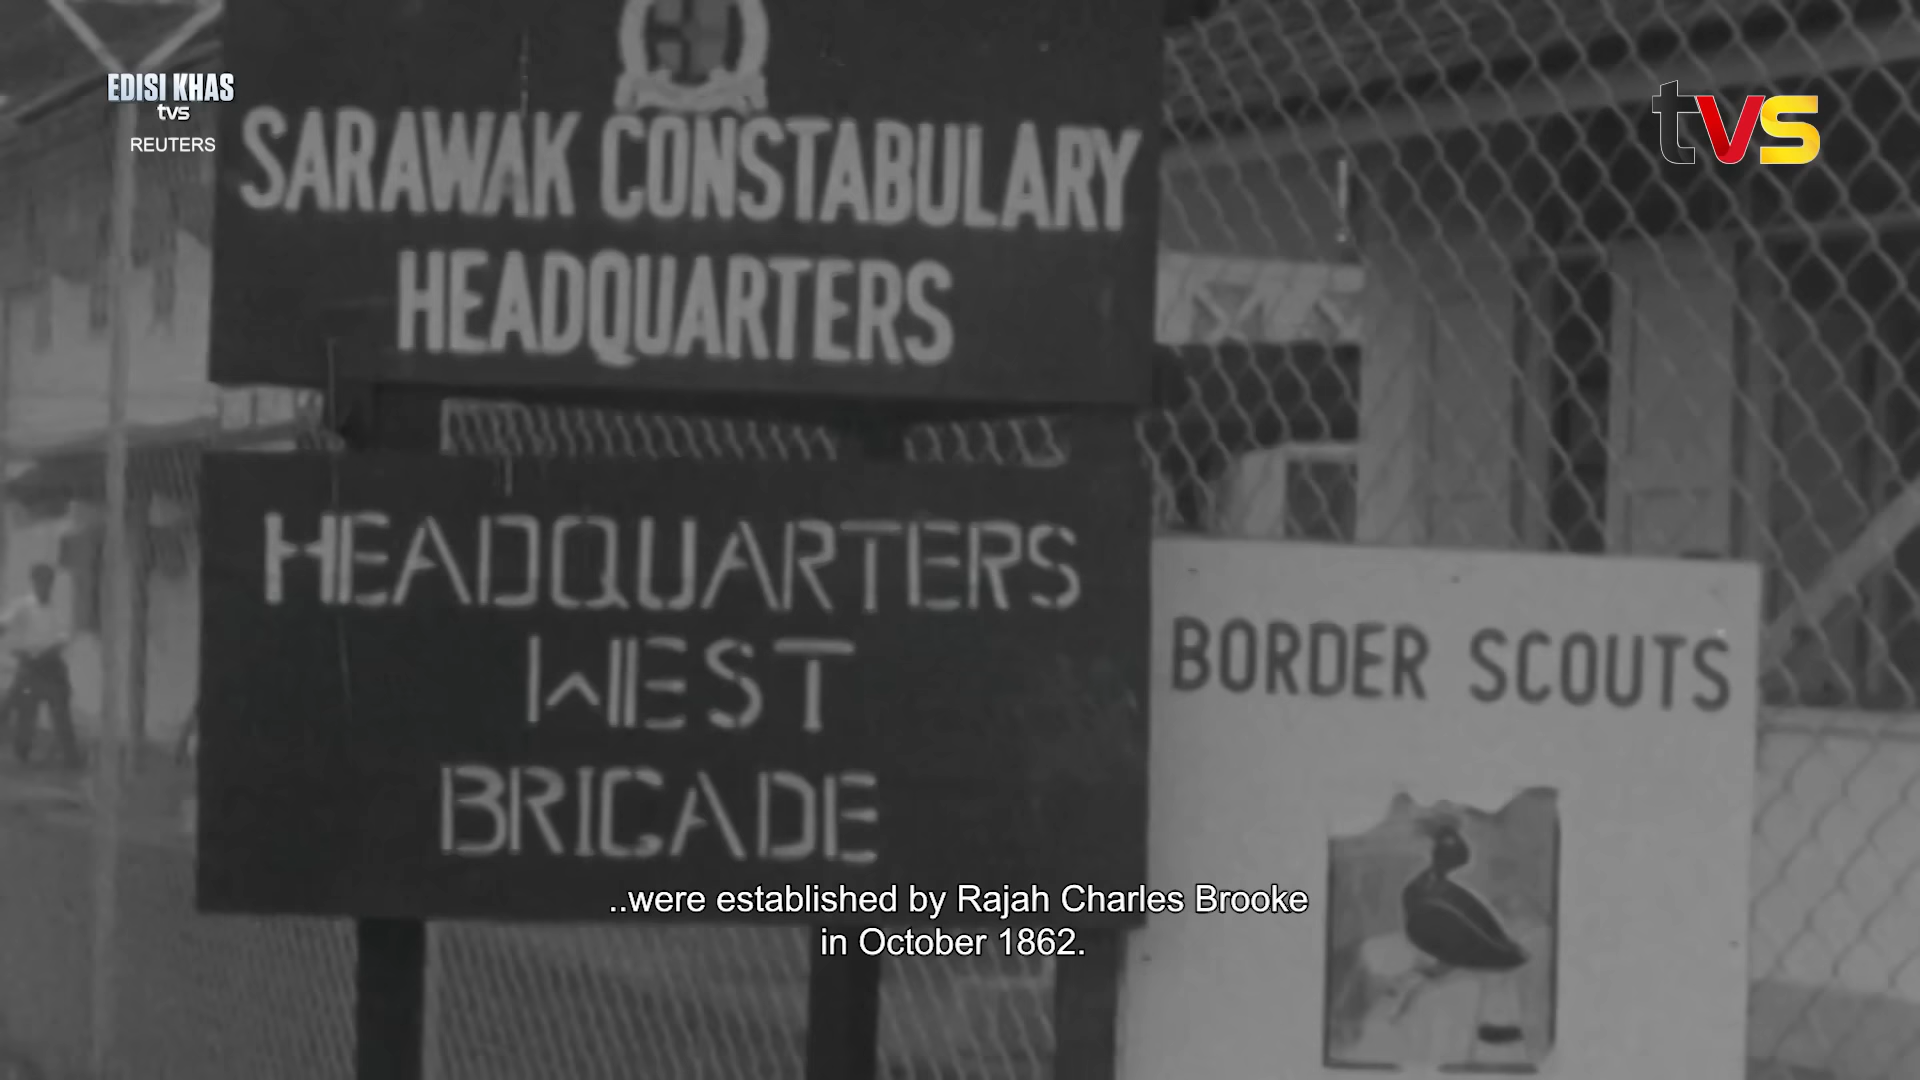 EDISI KHAS
tvs
REUTERS
tvs
SARAWAK CONSTABULARY
HEADQUARTERS
HEADQUARTERS
WEST
BRIGADE
BORDER SCOUTS
..were established by Rajah Charles Brooke
in October 1862.